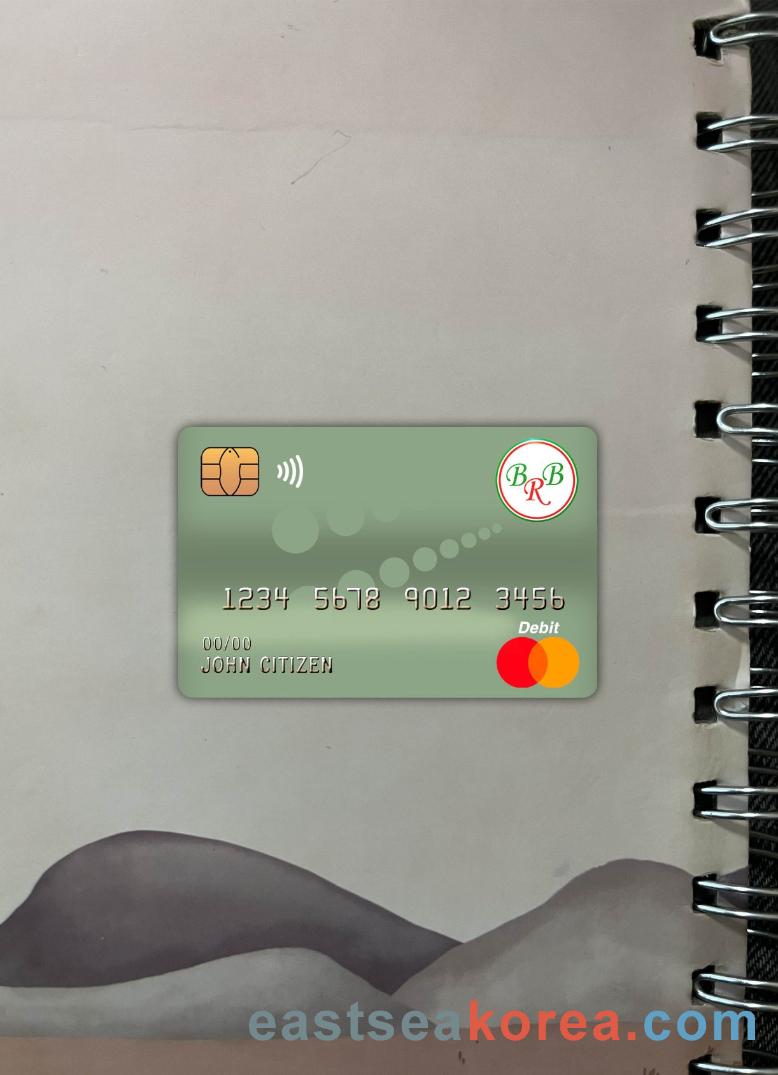 BRB
1234 5678 9012 3456
Debit
00/00
JOHN CITIZEN
eastseakorea.com